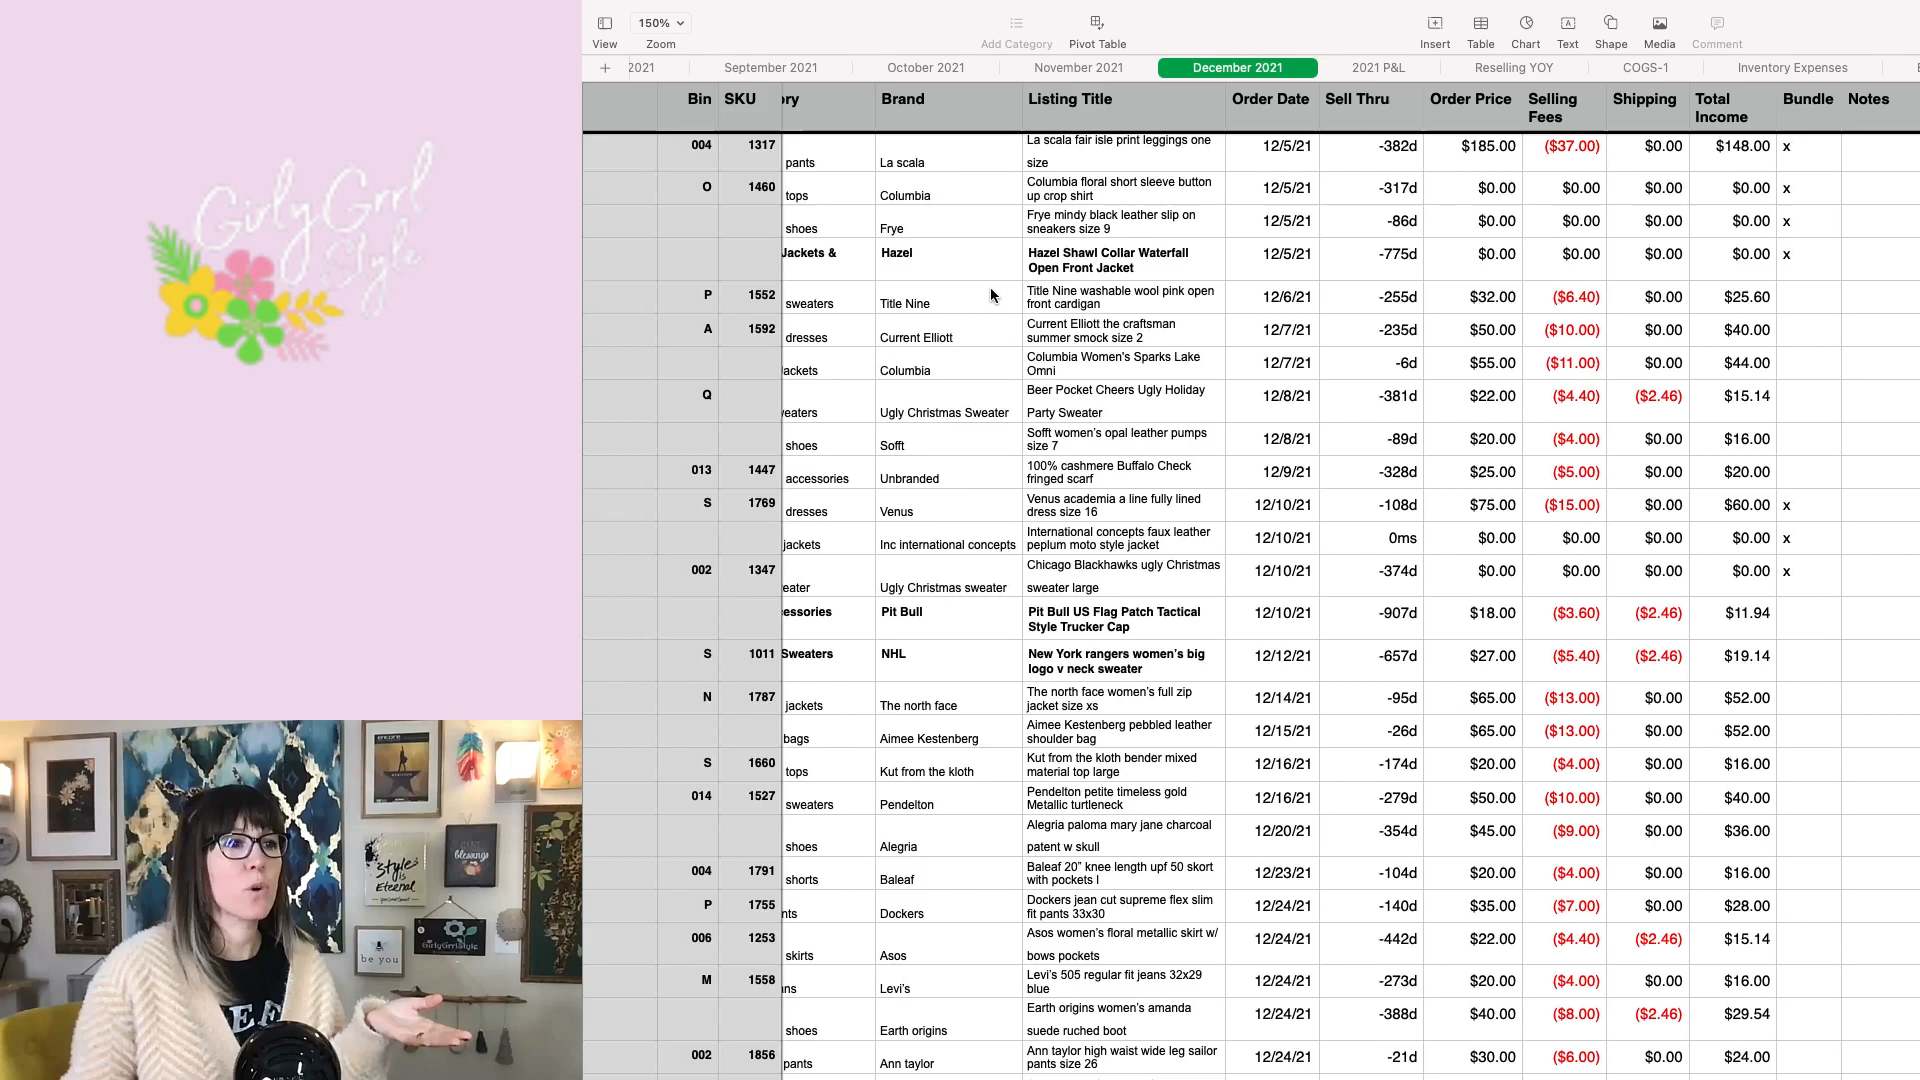 View
150%
Zoom
Add Category
Pivot Table
Insert
Table
Chart
Text
Shape
Media
Comment
2021
September 2021
October 2021
November 2021
December 2021
2021 P&L
Reselling YOY
COGS-1
Inventory Expenses
Bin SKU ory Brand Listing Title Order Date Sell Thru Order Price Selling Fees Shipping Total Income Bundle Notes
004 1317 pants La scala La scala fair isle print leggings one size 12/5/21 -382d $185.00 ($37.00) $0.00 $148.00 x
O 1460 tops Columbia Columbia floral short sleeve button up crop shirt 12/5/21 -317d $0.00 $0.00 $0.00 $0.00 x
shoes Frye Frye mindy black leather slip on sneakers size 9 12/5/21 -86d $0.00 $0.00 $0.00 $0.00 x
Jackets & Hazel Hazel Shawl Collar Waterfall Open Front Jacket 12/5/21 -775d $0.00 $0.00 $0.00 $0.00 x
P 1552 sweaters Title Nine Title Nine washable wool pink open front cardigan 12/6/21 -255d $32.00 ($6.40) $0.00 $25.60
A 1592 dresses Current Elliott Current Elliott the craftsman summer smock size 2 12/7/21 -235d $50.00 ($10.00) $0.00 $40.00
Jackets Columbia Columbia Women's Sparks Lake Omni 12/7/21 -6d $55.00 ($11.00) $0.00 $44.00
Q weaters Ugly Christmas Sweater Beer Pocket Cheers Ugly Holiday Party Sweater 12/8/21 -381d $22.00 ($4.40) ($2.46) $15.14
shoes Sofft Sofft women's opal leather pumps size 7 12/8/21 -89d $20.00 ($4.00) $0.00 $16.00
013 1447 accessories Unbranded 100% cashmere Buffalo Check fringed scarf 12/9/21 -328d $25.00 ($5.00) $0.00 $20.00
S 1769 dresses Venus Venus academia a line fully lined dress size 16 12/10/21 -108d $75.00 ($15.00) $0.00 $60.00 x
jackets Inc international concepts International concepts faux leather peplum moto style jacket 12/10/21 0ms $0.00 $0.00 $0.00 $0.00 x
002 1347 eater Ugly Christmas sweater Chicago Blackhawks ugly Christmas sweater large 12/10/21 -374d $0.00 $0.00 $0.00 $0.00 x
essories Pit Bull Pit Bull US Flag Patch Tactical Style Trucker Cap 12/10/21 -907d $18.00 ($3.60) ($2.46) $11.94
S 1011 Sweaters NHL New York rangers women's big logo v neck sweater 12/12/21 -657d $27.00 ($5.40) ($2.46) $19.14
N 1787 jackets The north face The north face women's full zip jacket size xs 12/14/21 -95d $65.00 ($13.00) $0.00 $52.00
bags Aimee Kestenberg Aimee Kestenberg pebbled leather shoulder bag 12/15/21 -26d $65.00 ($13.00) $0.00 $52.00
S 1660 tops Kut from the kloth Kut from the kloth bender mixed material top large 12/16/21 -174d $20.00 ($4.00) $0.00 $16.00
014 1527 sweaters Pendelton Pendelton petite timeless gold Metallic turtleneck 12/16/21 -279d $50.00 ($10.00) $0.00 $40.00
shoes Alegria Alegria paloma mary jane charcoal patent w skull 12/20/21 -354d $45.00 ($9.00) $0.00 $36.00
004 1791 shorts Baleaf Baleaf 20" knee length upf 50 skort with pockets l 12/23/21 -104d $20.00 ($4.00) $0.00 $16.00
P 1755 nts Dockers Dockers jean cut supreme flex slim fit pants 33x30 12/24/21 -140d $35.00 ($7.00) $0.00 $28.00
006 1253 skirts Asos Asos women's floral metallic skirt w/ bows pockets 12/24/21 -442d $22.00 ($4.40) ($2.46) $15.14
M 1558 ns Levi's Levi's 505 regular fit jeans 32x29 blue 12/24/21 -273d $20.00 ($4.00) $0.00 $16.00
shoes Earth origins Earth origins women's amanda suede ruched boot 12/24/21 -388d $40.00 ($8.00) ($2.46) $29.54
002 1856 pants Ann taylor Ann taylor high waist wide leg sailor pants size 26 12/24/21 -21d $30.00 ($6.00) $0.00 $24.00
Girly Grrl
Style
Style
is
Eternal
blessings
GirlyGrrlStyle
be you